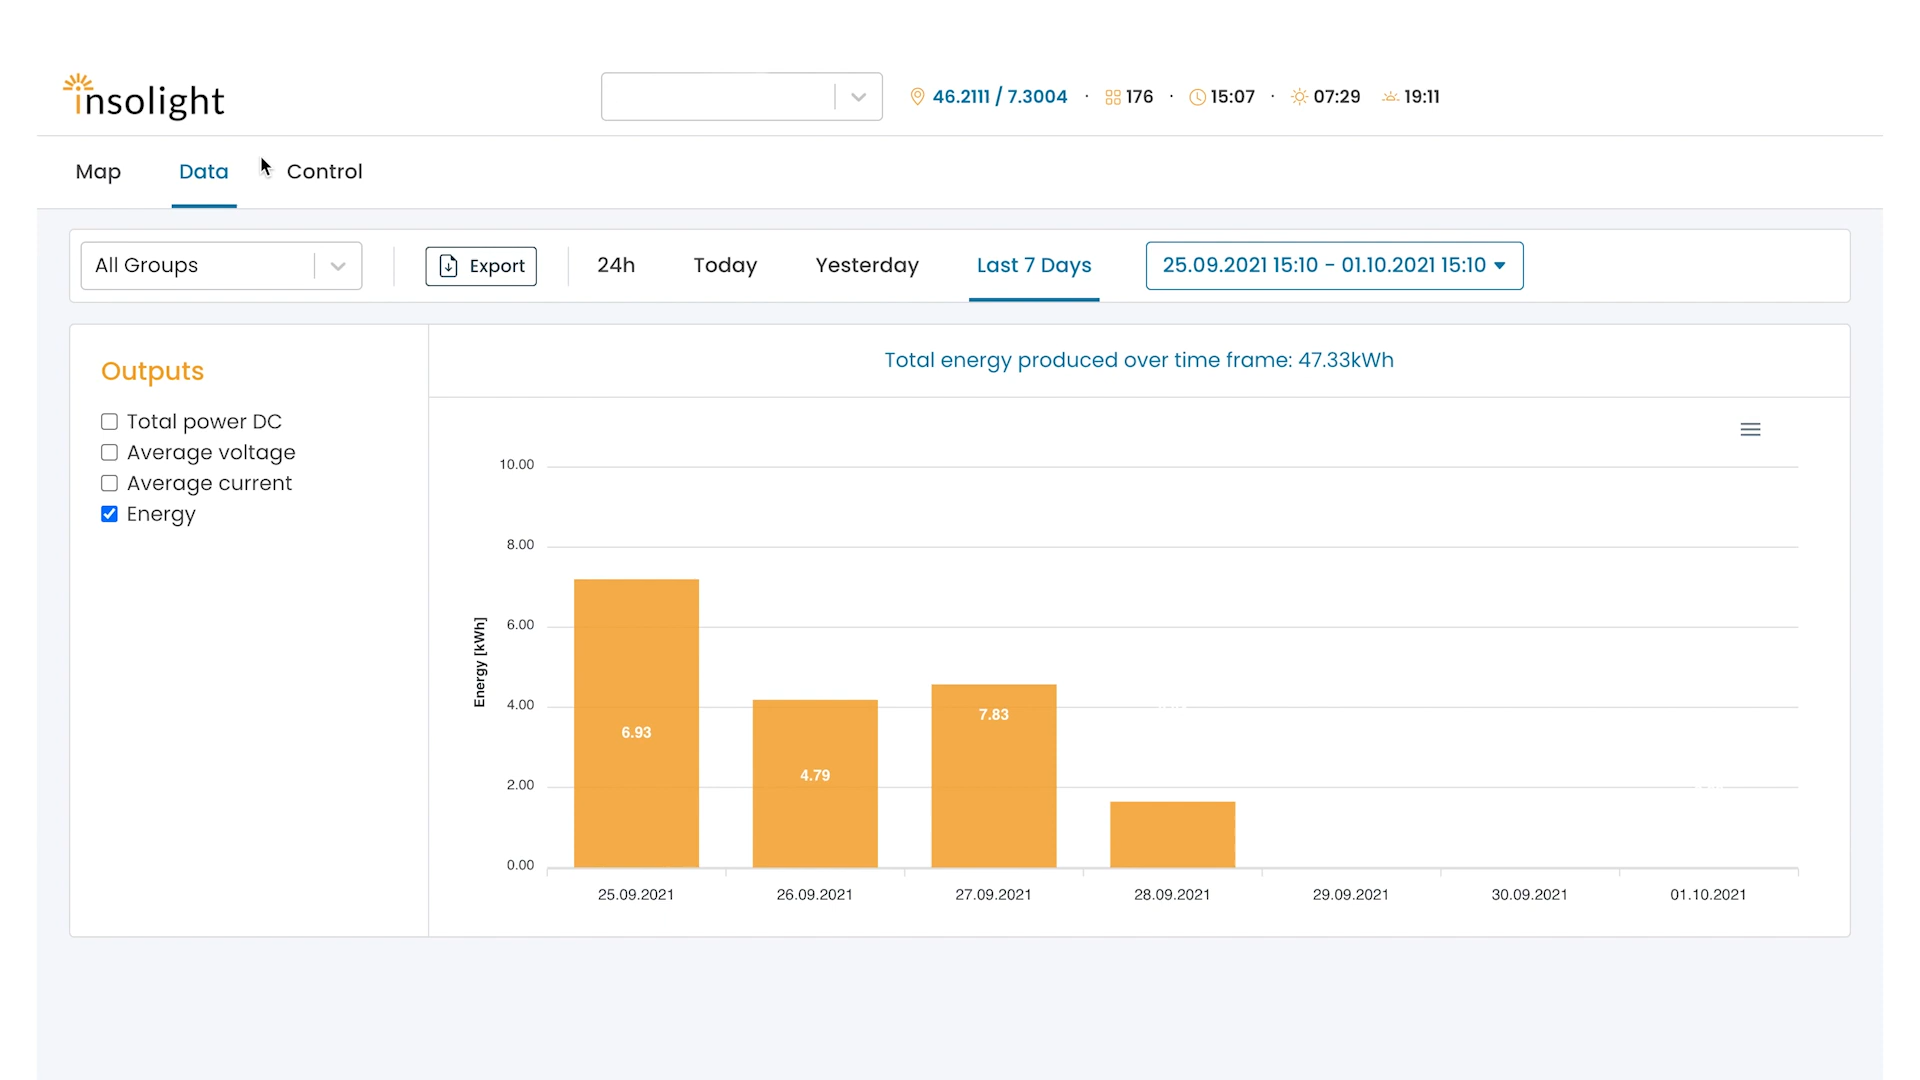 insolight
46.2111 / 7.3004 · 176 · 15:07 · 07:29 19:11
Map Data Control
All Groups Export 24h Today Yesterday Last 7 Days 25.09.2021 15:10 - 01.10.2021 15:10
Outputs
Total power DC
Average voltage
Average current
Energy
Total energy produced over time frame: 47.33kWh
10.00
8.00
6.00
4.00
2.00
0.00
Energy [kWh]
6.93
4.79
7.83
25.09.2021 26.09.2021 27.09.2021 28.09.2021 29.09.2021 30.09.2021 01.10.2021